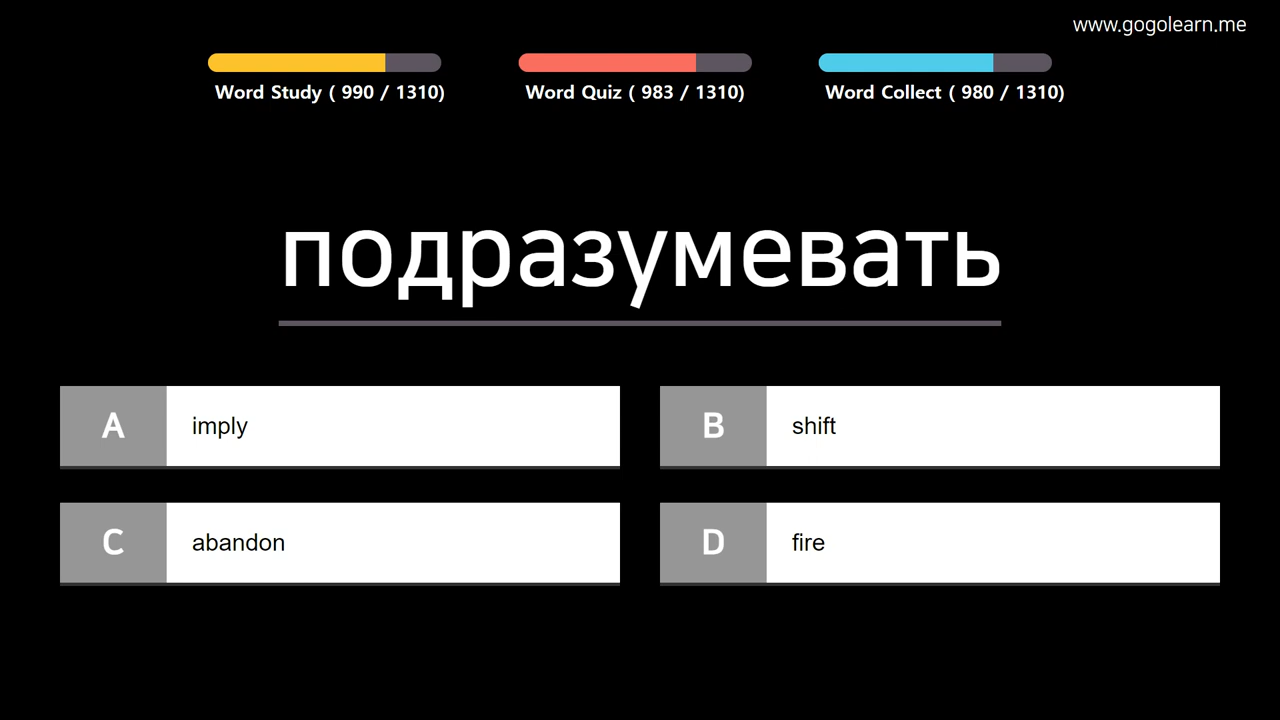 www.gogolearn.me
Word Study ( 990 / 1310)
Word Quiz ( 983 / 1310)
Word Collect ( 980 / 1310)
подразумевать
A imply
B shift
C abandon
D fire